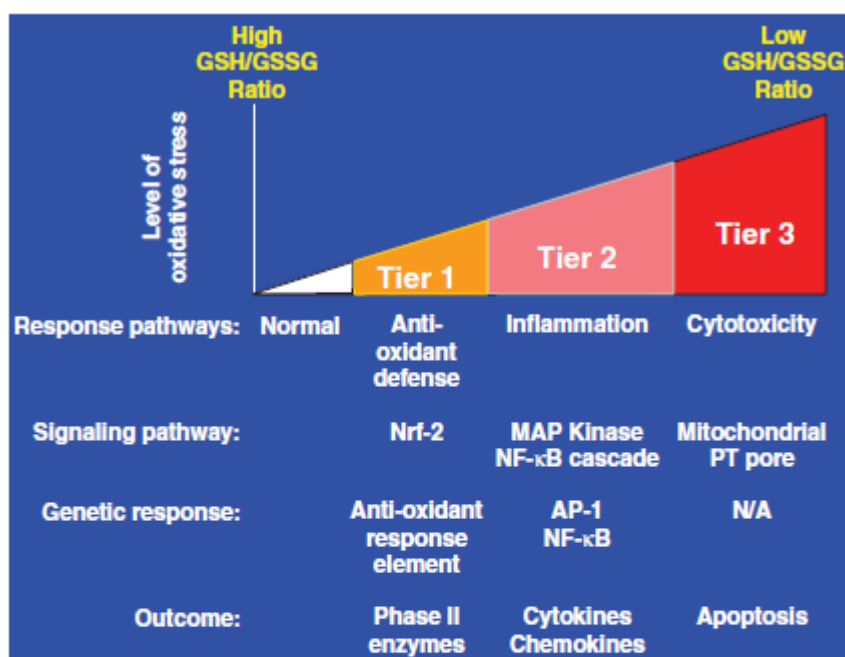 High
GSH/GSSG
Ratio
Low
GSH/GSSG
Ratio
Level of
oxidative stress
Tier 1
Tier 2
Tier 3
Response pathways: Normal Anti- Inflammation Cytotoxicity
oxidant
defense
Signaling pathway: Nrf-2 MAP Kinase Mitochondrial
NF-κB cascade PT pore
Genetic response: Anti-oxidant AP-1 N/A
response NF-κB
element
Outcome: Phase II Cytokines Apoptosis
enzymes Chemokines